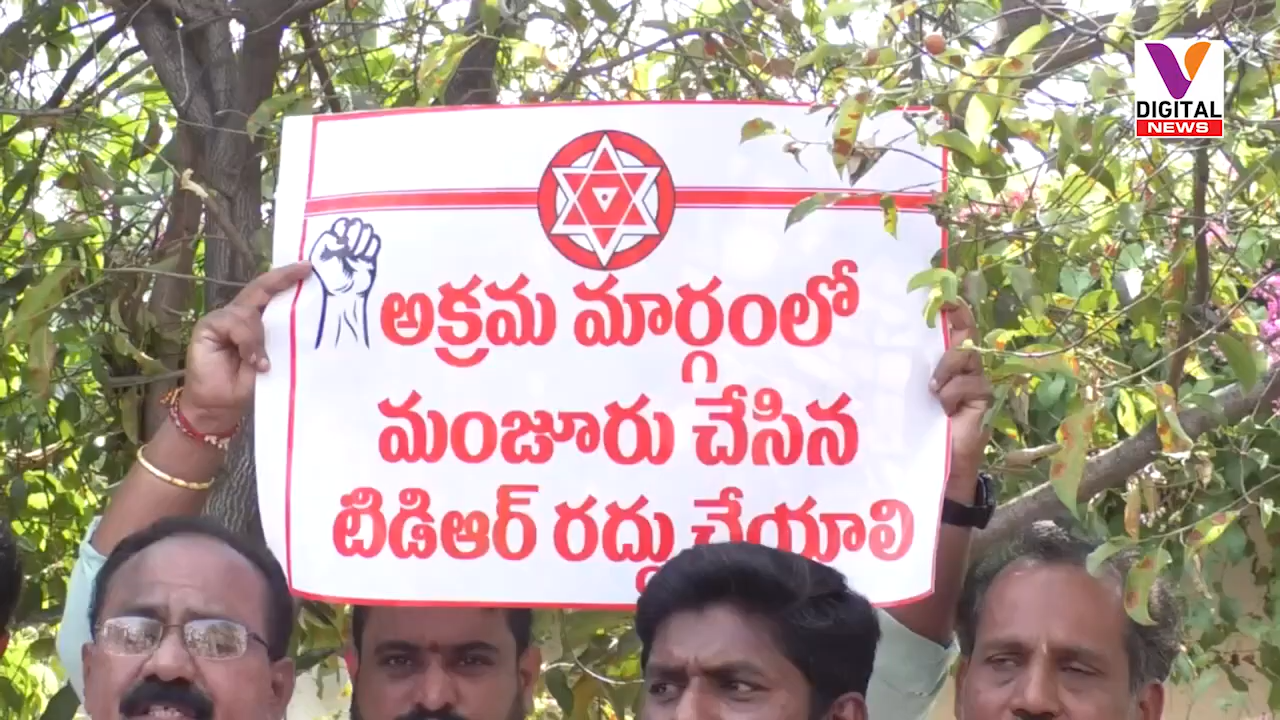 V
DIGITAL
NEWS
అక్రమ మార్గంలో
మంజూరు చేసిన
టిడిఆర్ రద్దు చేయాలి